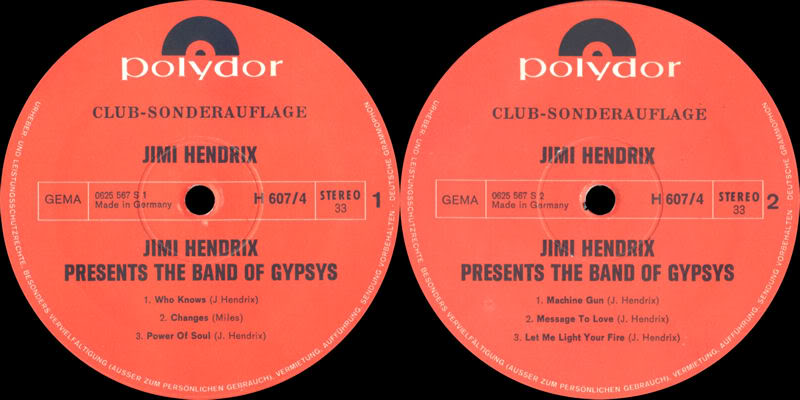 polydor
CLUB-SONDERAUFLAGE
JIMI HENDRIX
GEMA
0625 567 S 1
Made in Germany
H 607/4
STEREO
33
1
JIMI HENDRIX
PRESENTS THE BAND OF GYPSYS
1. Who Knows (J Hendrix)
2. Changes (Miles)
3. Power Of Soul (J. Hendrix)
URHEBER- UND LEISTUNGSSCHUTZRECHTE, BESONDERS VERVIELFÄLTIGUNG (AUSSER ZUM PERSÖNLICHEN GEBRAUCH), VERMIETUNG, AUFFÜHRUNG, SENDUNG VORBEHALTEN · DEUTSCHE GRAMMOPHON
polydor
CLUB-SONDERAUFLAGE
JIMI HENDRIX
GEMA
0625 567 S 2
Made in Germany
H 607/4
STEREO
33
2
JIMI HENDRIX
PRESENTS THE BAND OF GYPSYS
1. Machine Gun (J. Hendrix)
2. Message To Love (J. Hendrix)
3. Let Me Light Your Fire (J. Hendrix)
URHEBER- UND LEISTUNGSSCHUTZRECHTE, BESONDERS VERVIELFÄLTIGUNG (AUSSER ZUM PERSÖNLICHEN GEBRAUCH), VERMIETUNG, AUFFÜHRUNG, SENDUNG VORBEHALTEN · DEUTSCHE GRAMMOPHON